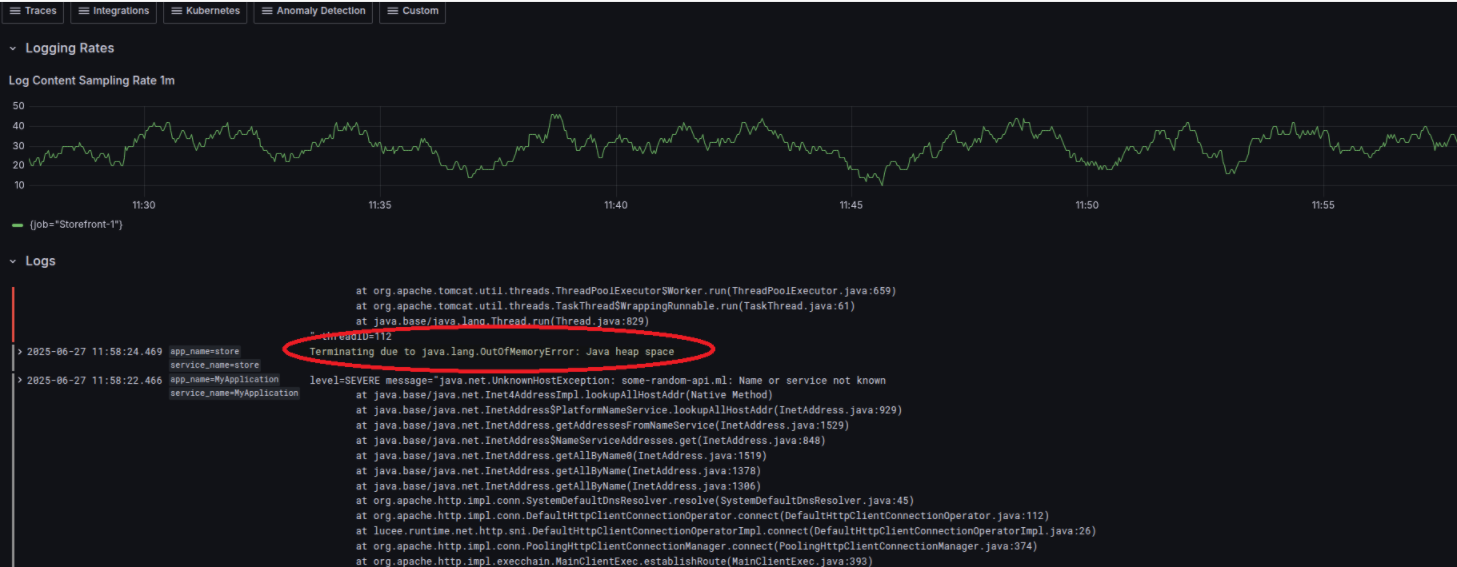 Traces Integrations Kubernetes Anomaly Detection Custom
Logging Rates
Log Content Sampling Rate 1m
50
40
30
20
10
11:30 11:35 11:40 11:45 11:50 11:55
{job="Storefront-1"}
Logs
at org.apache.tomcat.util.threads.ThreadPoolExecutor$Worker.run(ThreadPoolExecutor.java:659)
at org.apache.tomcat.util.threads.TaskThread$WrappingRunnable.run(TaskThread.java:61)
at java.base/java.lang.Thread.run(Thread.java:829)
" threadID=112
2025-06-27 11:58:24.469 app_name=store Terminating due to java.lang.OutOfMemoryError: Java heap space
service_name=store
2025-06-27 11:58:22.466 app_name=MyApplication level=SEVERE message="java.net.UnknownHostException: some-random-api.ml: Name or service not known
service_name=MyApplication at java.base/java.net.Inet4AddressImpl.lookupAllHostAddr(Native Method)
at java.base/java.net.InetAddress$PlatformNameService.lookupAllHostAddr(InetAddress.java:929)
at java.base/java.net.InetAddress.getAddressesFromNameService(InetAddress.java:1529)
at java.base/java.net.InetAddress$NameServiceAddresses.get(InetAddress.java:848)
at java.base/java.net.InetAddress.getAllByName0(InetAddress.java:1519)
at java.base/java.net.InetAddress.getAllByName(InetAddress.java:1378)
at java.base/java.net.InetAddress.getAllByName(InetAddress.java:1306)
at org.apache.http.impl.conn.SystemDefaultDnsResolver.resolve(SystemDefaultDnsResolver.java:45)
at org.apache.http.impl.conn.DefaultHttpClientConnectionOperator.connect(DefaultHttpClientConnectionOperator.java:112)
at lucee.runtime.net.http.sni.DefaultHttpClientConnectionOperatorImpl.connect(DefaultHttpClientConnectionOperatorImpl.java:26)
at org.apache.http.impl.conn.PoolingHttpClientConnectionManager.connect(PoolingHttpClientConnectionManager.java:374)
at org.apache.http.impl.execchain.MainClientExec.establishRoute(MainClientExec.java:393)